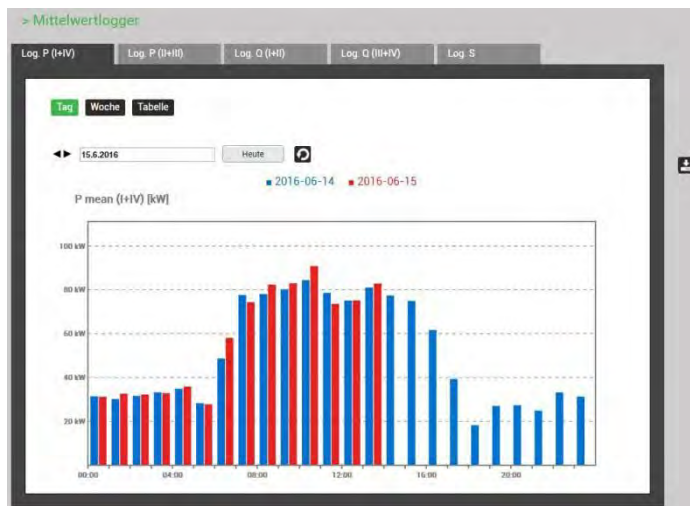 > Mittelwertlogger
Log. P (I+IV) Log. P (II+III) Log. Q (I+II) Log. Q (III+IV) Log. S
Tag Woche Tabelle
◀▶ 15.6.2016 Heute
2016-06-14 2016-06-15
P mean (I+IV) [kW]
100 kW
80 kW
60 kW
40 kW
20 kW
00:00 04:00 08:00 12:00 16:00 20:00